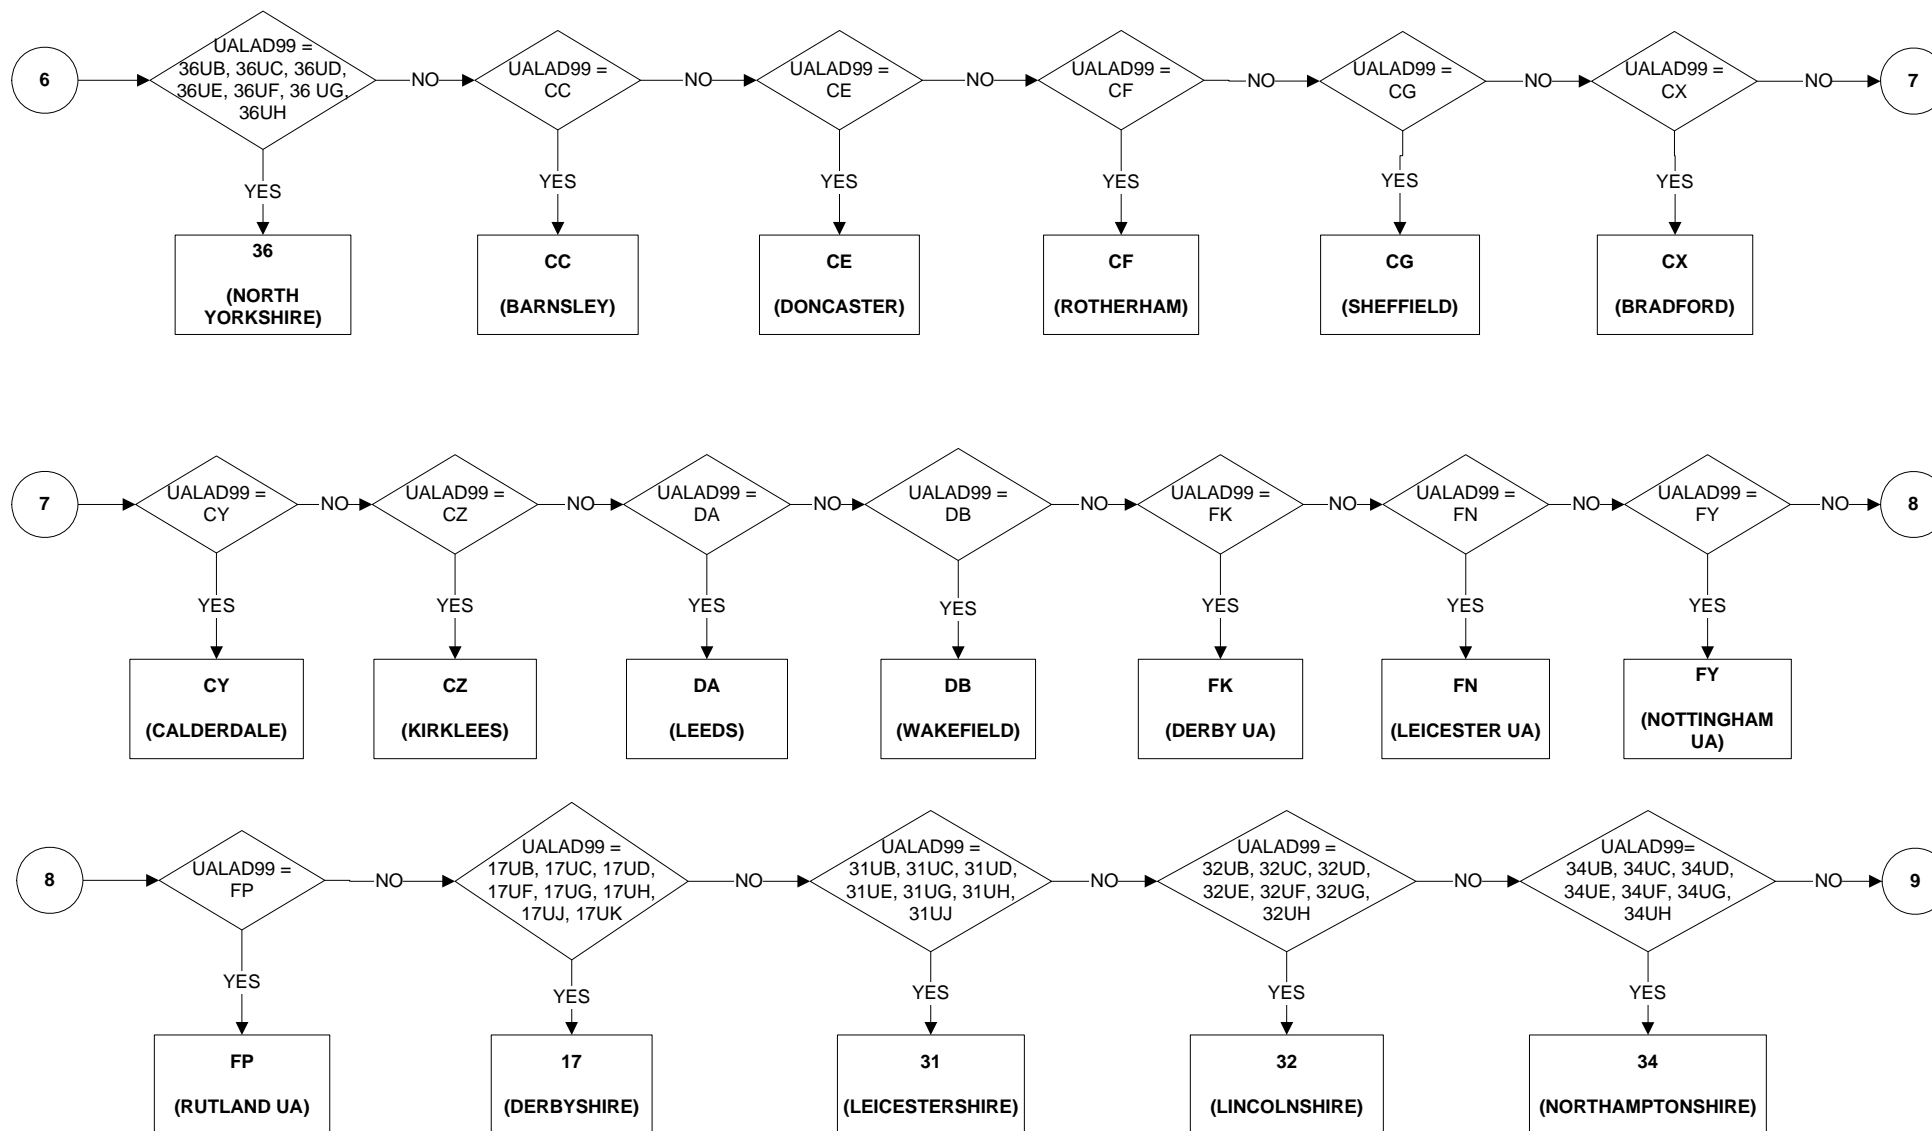 6
UALAD99 =
36UB, 36UC, 36UD,
36UE, 36UF, 36 UG,
36UH
NO
UALAD99 =
CC
NO
UALAD99 =
CE
NO
UALAD99 =
CF
NO
UALAD99 =
CG
NO
UALAD99 =
CX
NO
7
YES
YES
YES
YES
YES
YES
36
(NORTH
YORKSHIRE)
CC
(BARNSLEY)
CE
(DONCASTER)
CF
(ROTHERHAM)
CG
(SHEFFIELD)
CX
(BRADFORD)
7
UALAD99 =
CY
NO
UALAD99 =
CZ
NO
UALAD99 =
DA
NO
UALAD99 =
DB
NO
UALAD99 =
FK
NO
UALAD99 =
FN
NO
UALAD99 =
FY
NO
8
YES
YES
YES
YES
YES
YES
YES
CY
(CALDERDALE)
CZ
(KIRKLEES)
DA
(LEEDS)
DB
(WAKEFIELD)
FK
(DERBY UA)
FN
(LEICESTER UA)
FY
(NOTTINGHAM
UA)
8
UALAD99 =
FP
NO
UALAD99 =
17UB, 17UC, 17UD,
17UF, 17UG, 17UH,
17UJ, 17UK
NO
UALAD99 =
31UB, 31UC, 31UD,
31UE, 31UG, 31UH,
31UJ
NO
UALAD99 =
32UB, 32UC, 32UD,
32UE, 32UF, 32UG,
32UH
NO
UALAD99=
34UB, 34UC, 34UD,
34UE, 34UF, 34UG,
34UH
NO
9
YES
YES
YES
YES
YES
FP
(RUTLAND UA)
17
(DERBYSHIRE)
31
(LEICESTERSHIRE)
32
(LINCOLNSHIRE)
34
(NORTHAMPTONSHIRE)